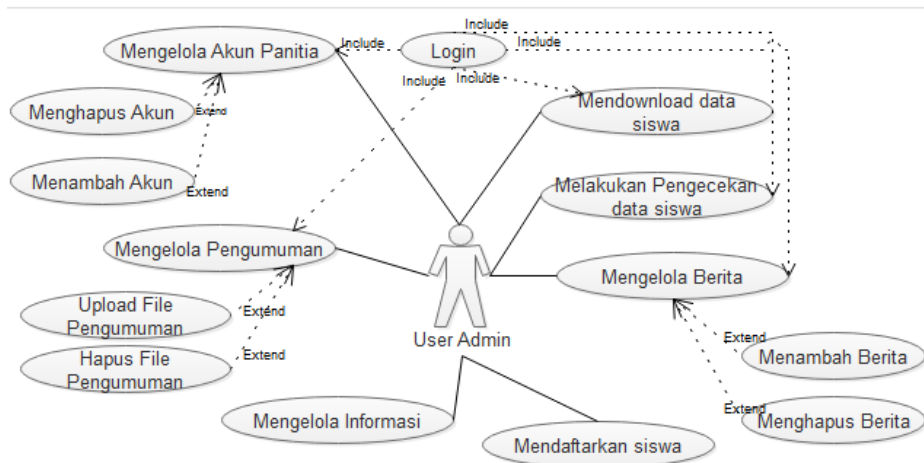 Mengelola Akun Panitia
Include
Login
Include
Include
Include
Include
Menghapus Akun
Extend
Mendownload data
siswa
Menambah Akun
Extend
Melakukan Pengecekan
data siswa
Mengelola Pengumuman
Mengelola Berita
Upload File
Pengumuman
Extend
User Admin
Hapus File
Pengumuman
Extend
Extend
Menambah Berita
Mengelola Informasi
Extend
Menghapus Berita
Mendaftarkan siswa